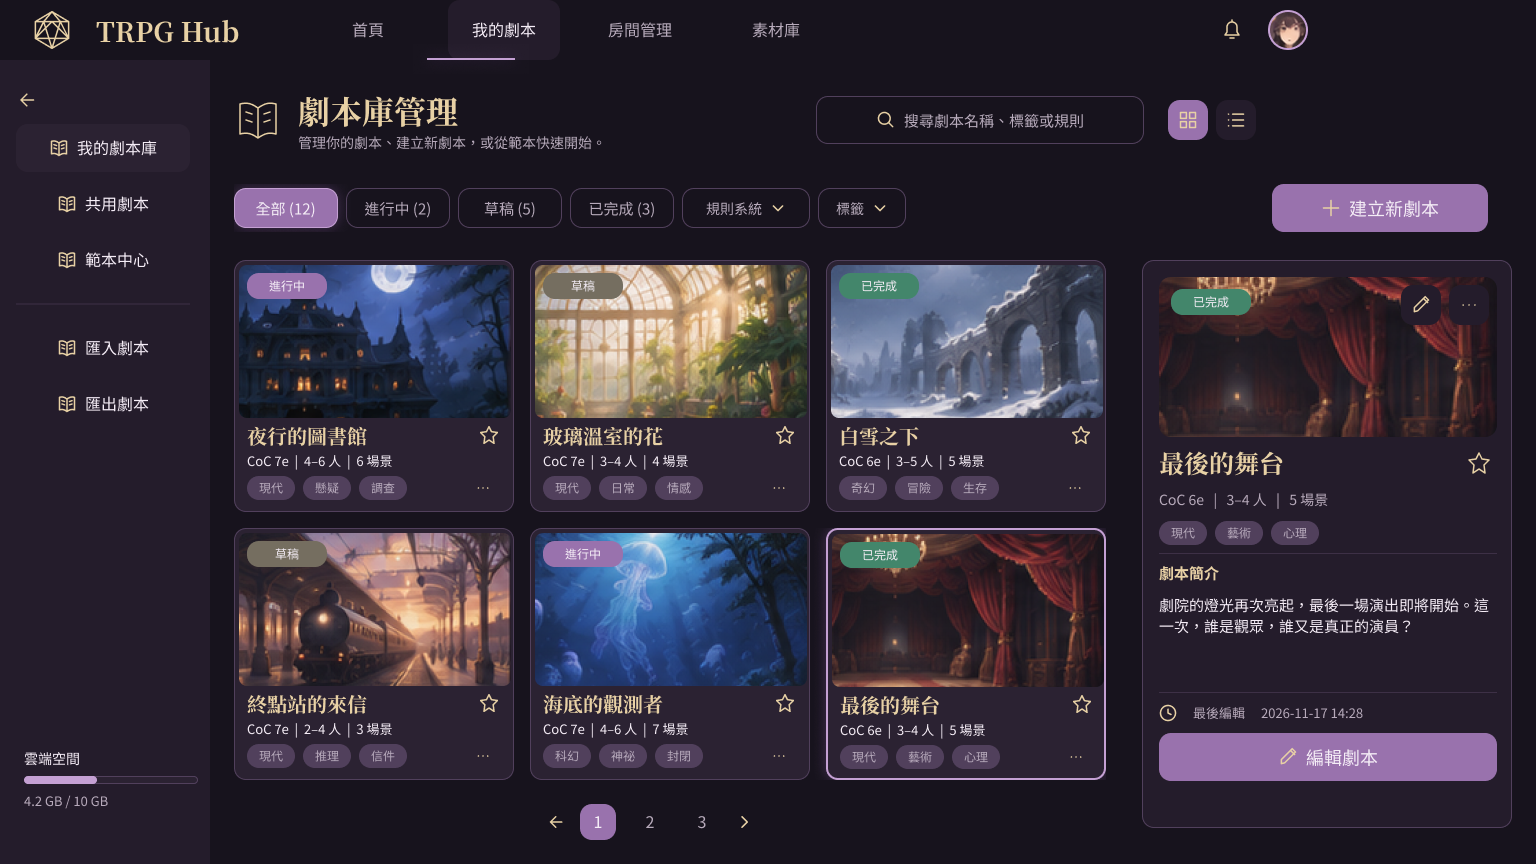 TRPG Hub
首頁
我的劇本
房間管理
素材庫
我的劇本庫
共用劇本
範本中心
匯入劇本
匯出劇本
雲端空間
4.2 GB / 10 GB
劇本庫管理
管理你的劇本、建立新劇本，或從範本快速開始。
搜尋劇本名稱、標籤或規則
全部 (12)
進行中 (2)
草稿 (5)
已完成 (3)
規則系統
標籤
建立新劇本
進行中
夜行的圖書館
CoC 7e | 4–6 人 | 6 場景
現代
懸疑
調查
...
草稿
玻璃溫室的花
CoC 7e | 3–4 人 | 4 場景
現代
日常
情感
...
已完成
白雪之下
CoC 6e | 3–5 人 | 5 場景
奇幻
冒險
生存
...
草稿
終點站的來信
CoC 7e | 2–4 人 | 3 場景
現代
推理
信件
...
進行中
海底的觀測者
CoC 7e | 4–6 人 | 7 場景
科幻
神祕
封閉
...
已完成
最後的舞台
CoC 6e | 3–4 人 | 5 場景
現代
藝術
心理
...
1
2
3
已完成
...
最後的舞台
CoC 6e | 3–4 人 | 5 場景
現代
藝術
心理
劇本簡介
劇院的燈光再次亮起，最後一場演出即將開始。這
一次，誰是觀眾，誰又是真正的演員？
最後編輯 2026-11-17 14:28
編輯劇本